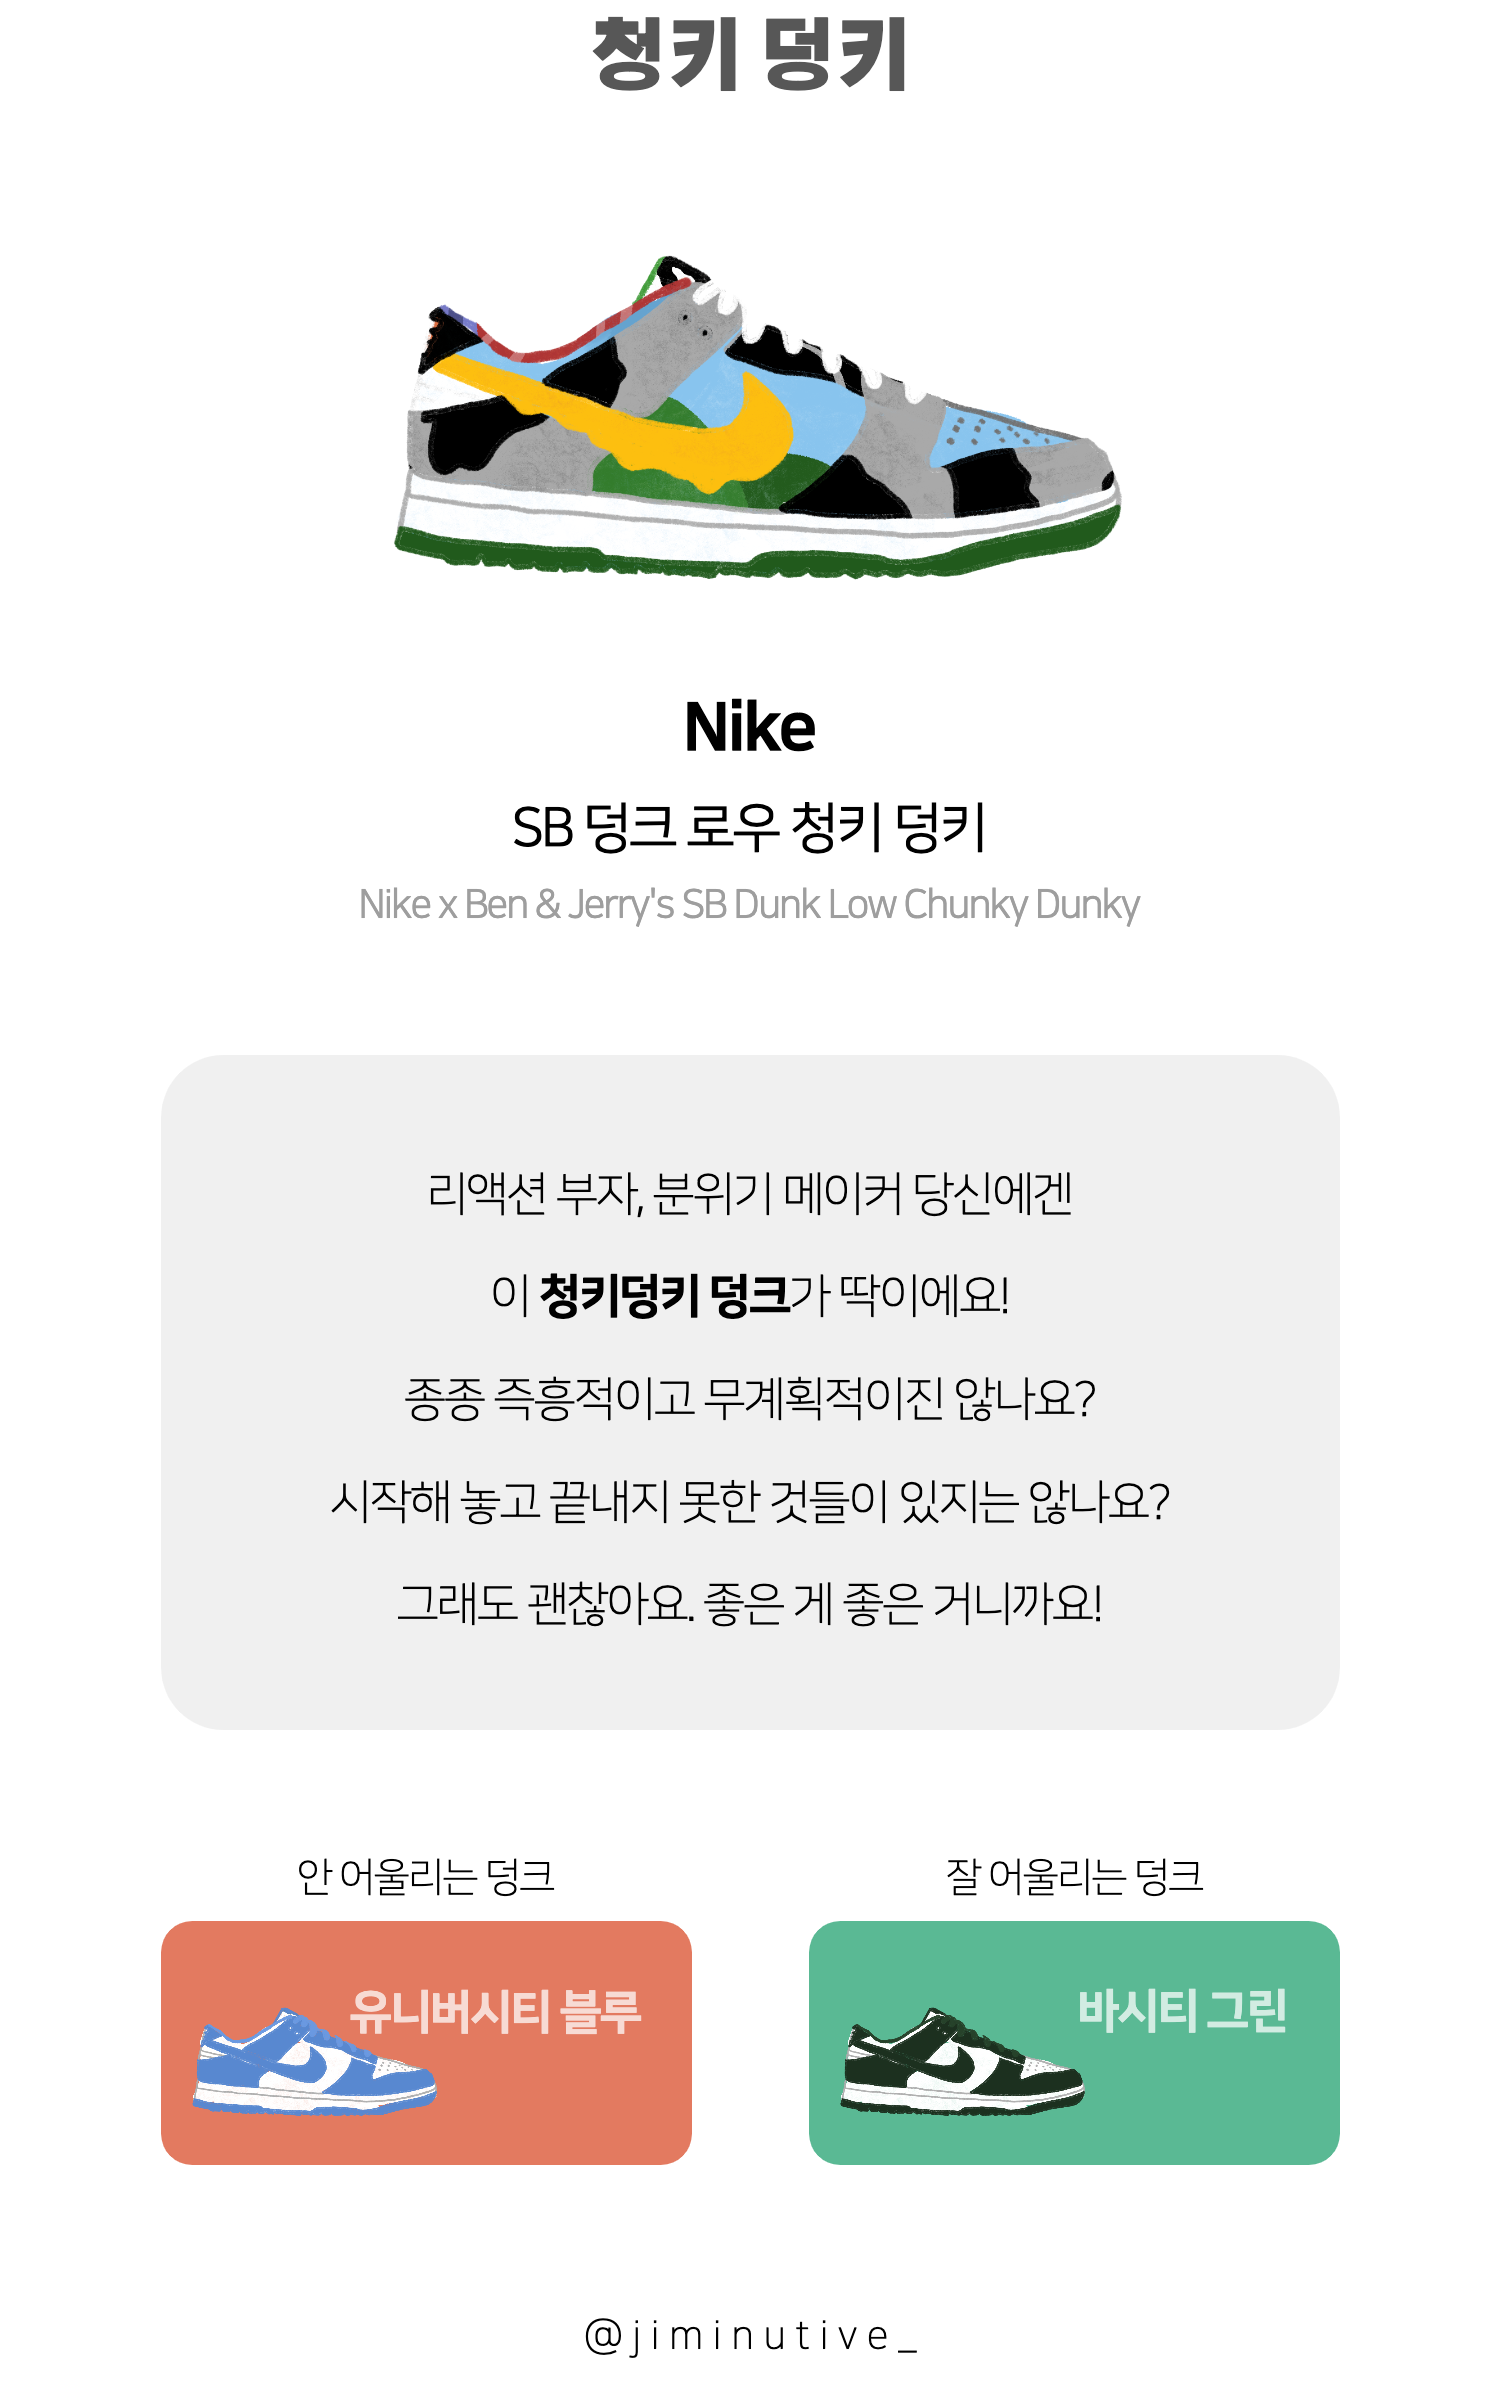 청키 덩키
Nike
SB 덩크 로우 청키 덩키
Nike x Ben & Jerry's SB Dunk Low Chunky Dunky
리액션 부자, 분위기 메이커 당신에겐
이 청키덩키 덩크가 딱이에요!
종종 즉흥적이고 무계획적이진 않나요?
시작해 놓고 끝내지 못한 것들이 있지는 않나요?
그래도 괜찮아요. 좋은 게 좋은 거니까요!
안 어울리는 덩크
유니버시티 블루
잘 어울리는 덩크
바시티 그린
@jiminutive_